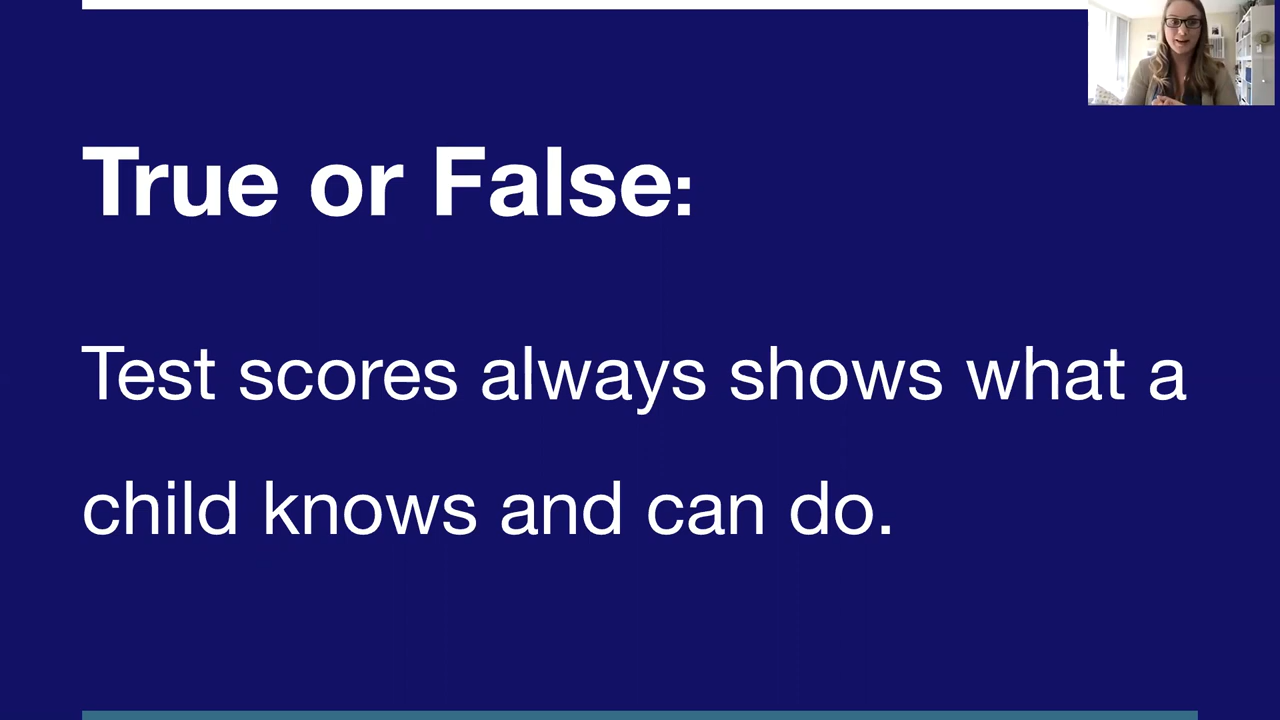 True or False:
Test scores always shows what a
child knows and can do.